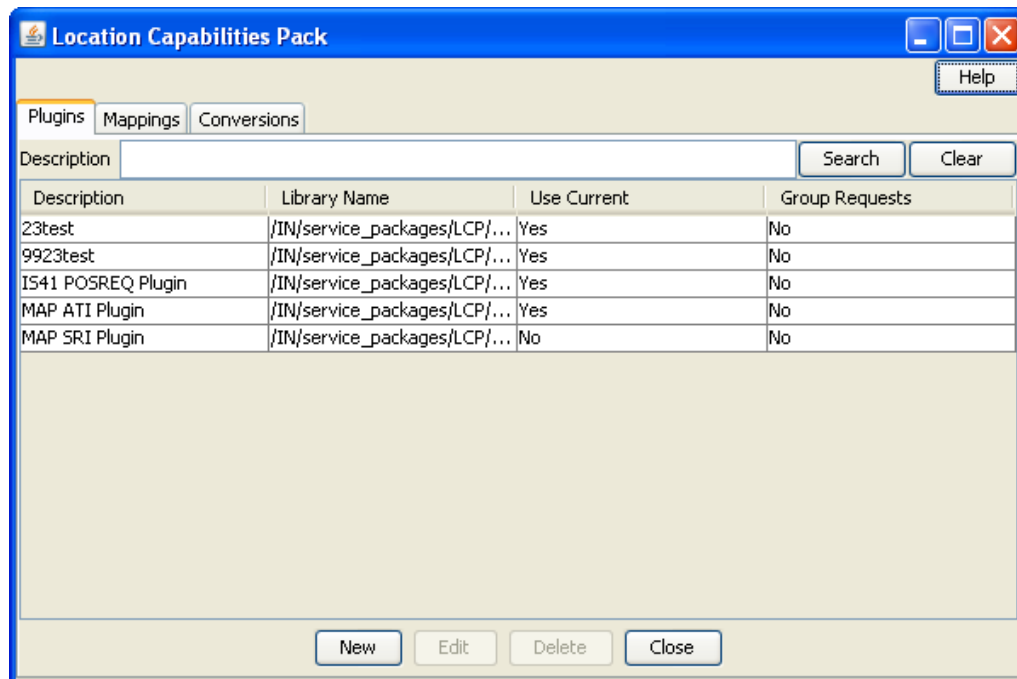 Location Capabilities Pack
Help
Plugins Mappings Conversions
Description Search Clear
Description Library Name Use Current Group Requests
23test /IN/service_packages/LCP/... Yes No
9923test /IN/service_packages/LCP/... Yes No
IS41 POSREQ Plugin /IN/service_packages/LCP/... Yes No
MAP ATI Plugin /IN/service_packages/LCP/... Yes No
MAP SRI Plugin /IN/service_packages/LCP/... No No
New Edit Delete Close